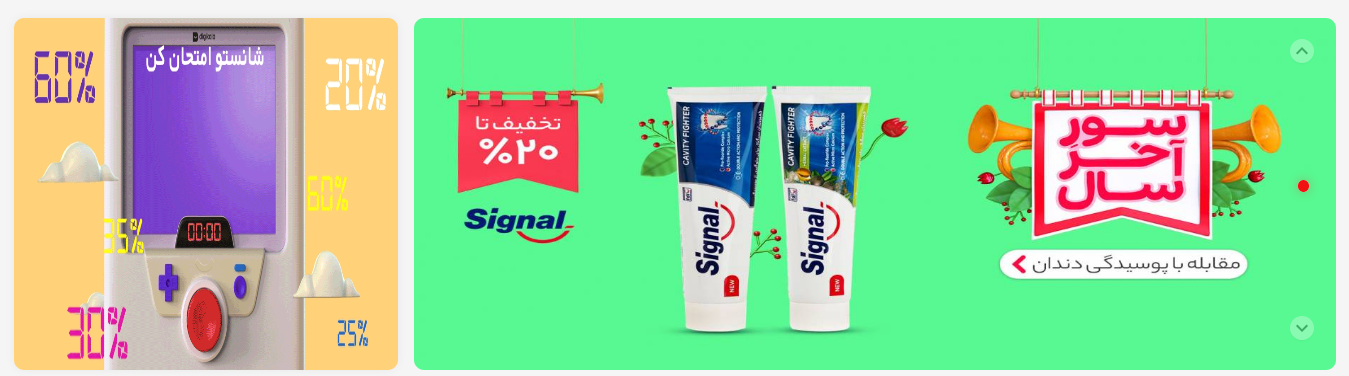 digikala
شانستو امتحان کن
60%
20%
60%
35%
00:00
30%
25%
تخفیف تا
%۲۰
Signal
CAVITY FIGHTER
Signal
NEW
CAVITY FIGHTER
Signal
NEW
سور
آخر
سال
مقابله با پوسیدگی دندان